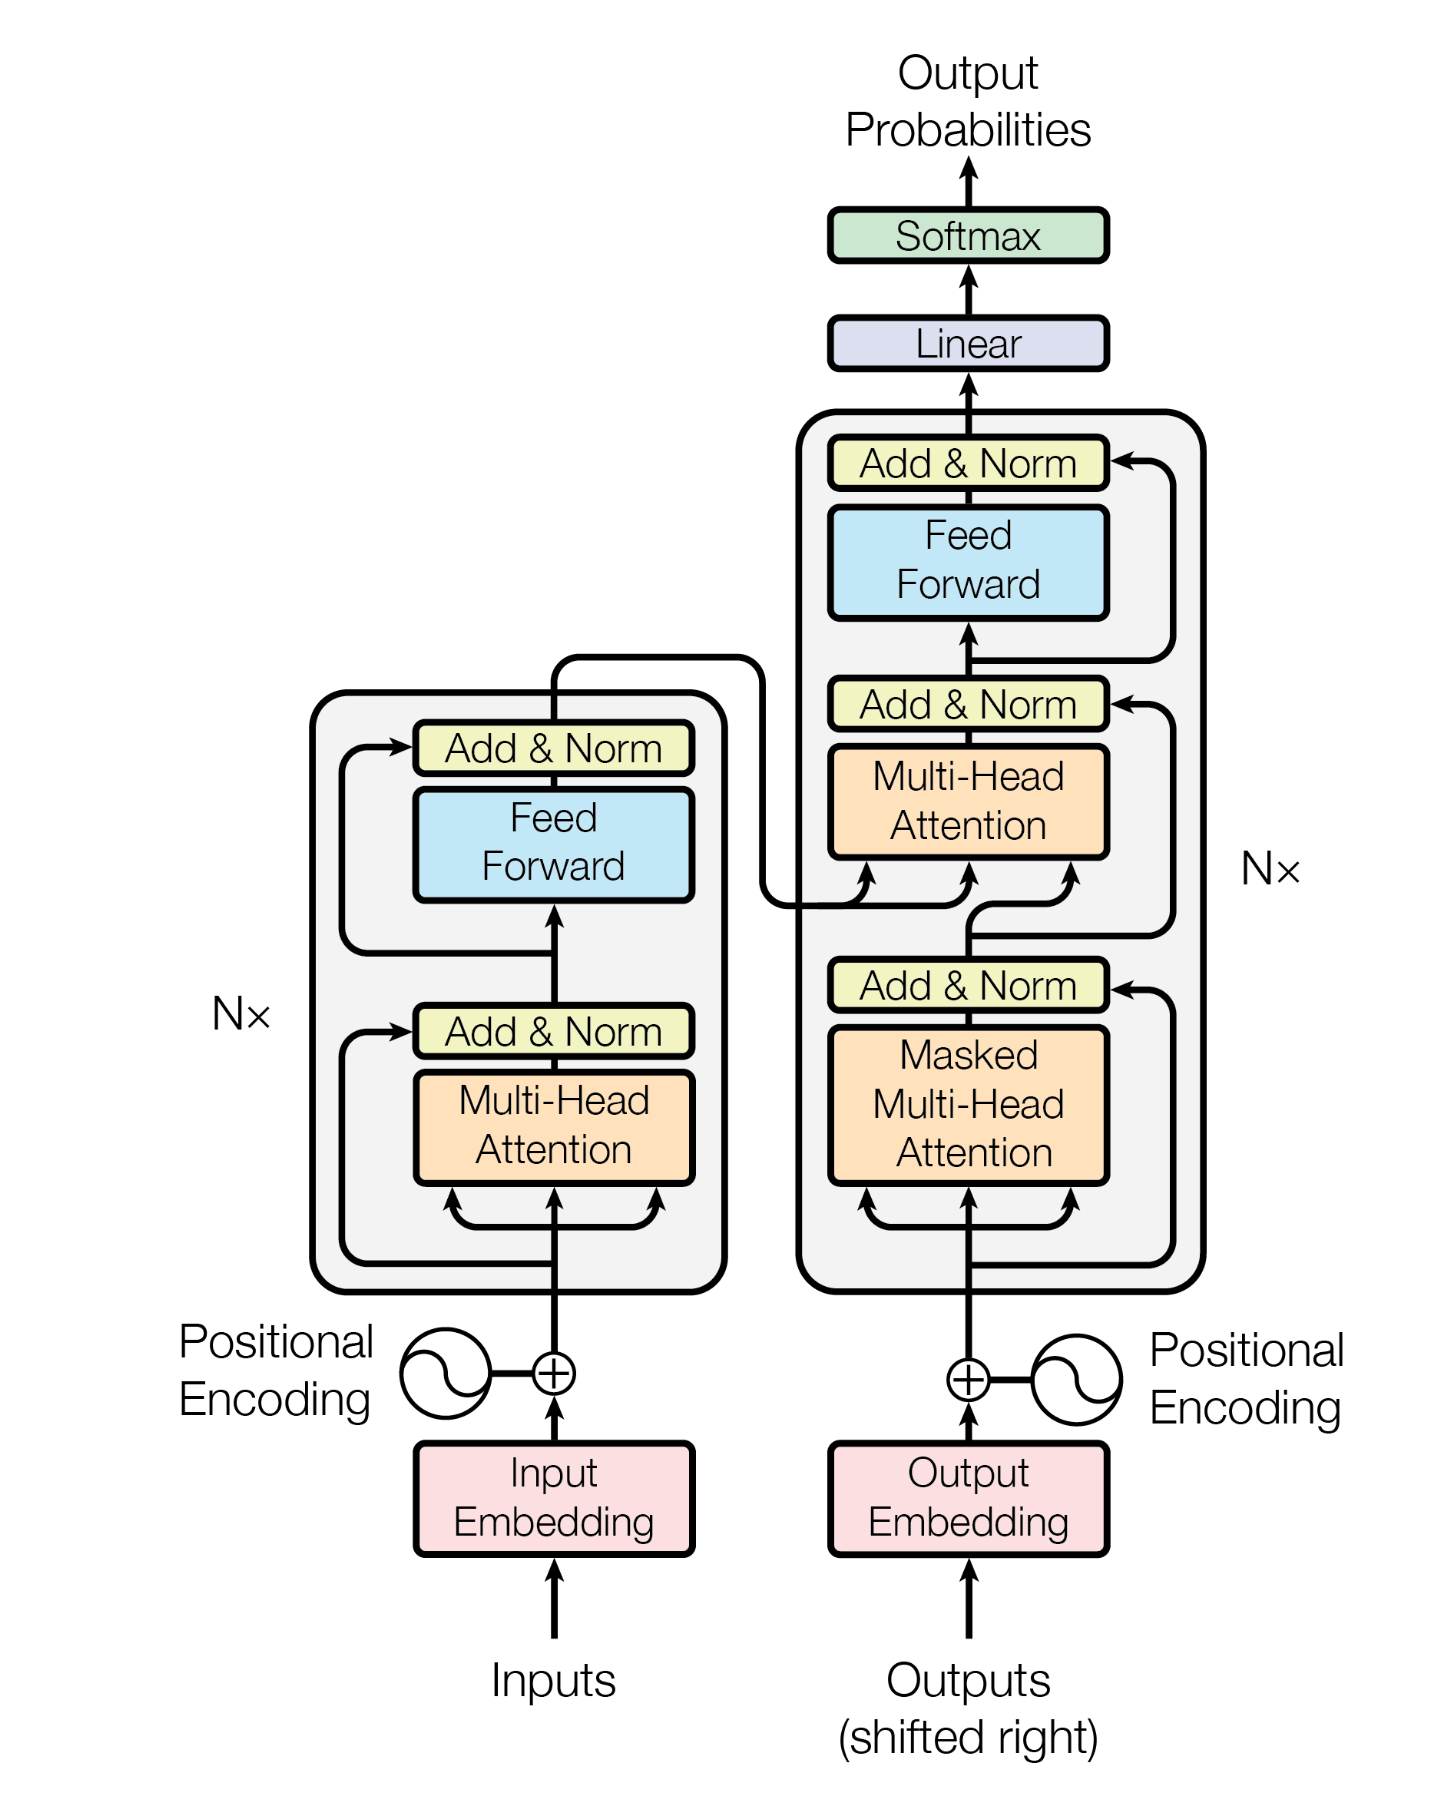 Output
Probabilities
Softmax
Linear
Add & Norm
Feed
Forward
Add & Norm
Multi-Head
Attention
N×
Add & Norm
Masked
Multi-Head
Attention
Positional
Encoding
Output
Embedding
Outputs
(shifted right)
Add & Norm
Feed
Forward
N×
Add & Norm
Multi-Head
Attention
Positional
Encoding
Input
Embedding
Inputs